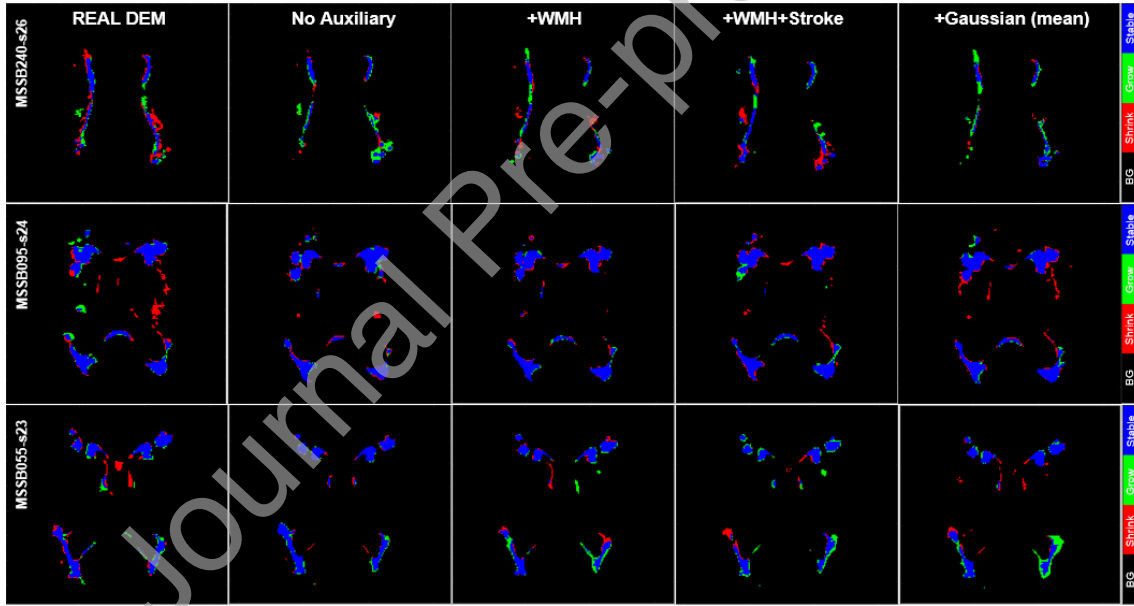 REAL DEM
No Auxiliary
+WMH
+WMH+Stroke
+Gaussian (mean)
MSSB240-s26
Stable
Grow
Shrink
BG
MSSB095-s24
Stable
Grow
Shrink
BG
MSSB055-s23
Stable
Grow
Shrink
BG
Journal Pre-pro